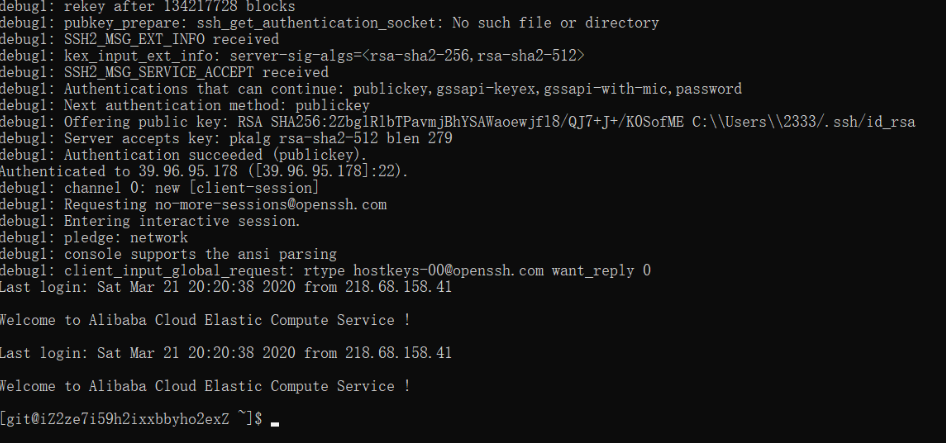 debug1: rekey after 134217728 blocks
debug1: pubkey_prepare: ssh_get_authentication_socket: No such file or directory
debug1: SSH2_MSG_EXT_INFO received
debug1: kex_input_ext_info: server-sig-algs=<rsa-sha2-256,rsa-sha2-512>
debug1: SSH2_MSG_SERVICE_ACCEPT received
debug1: Authentications that can continue: publickey,gssapi-keyex,gssapi-with-mic,password
debug1: Next authentication method: publickey
debug1: Offering public key: RSA SHA256:2ZbglRlbTPavmjBhYSAWaoewjfl8/QJ7+J+/KOSofME C:\\Users\\2333/.ssh/id_rsa
debug1: Server accepts key: pkalg rsa-sha2-512 blen 279
debug1: Authentication succeeded (publickey).
Authenticated to 39.96.95.178 ([39.96.95.178]:22).
debug1: channel 0: new [client-session]
debug1: Requesting no-more-sessions@openssh.com
debug1: Entering interactive session.
debug1: pledge: network
debug1: console supports the ansi parsing
debug1: client_input_global_request: rtype hostkeys-00@openssh.com want_reply 0
Last login: Sat Mar 21 20:20:38 2020 from 218.68.158.41
Welcome to Alibaba Cloud Elastic Compute Service !
Last login: Sat Mar 21 20:20:38 2020 from 218.68.158.41
Welcome to Alibaba Cloud Elastic Compute Service !
[git@iZ2ze7i59h2ixxbbyho2exZ ~]$